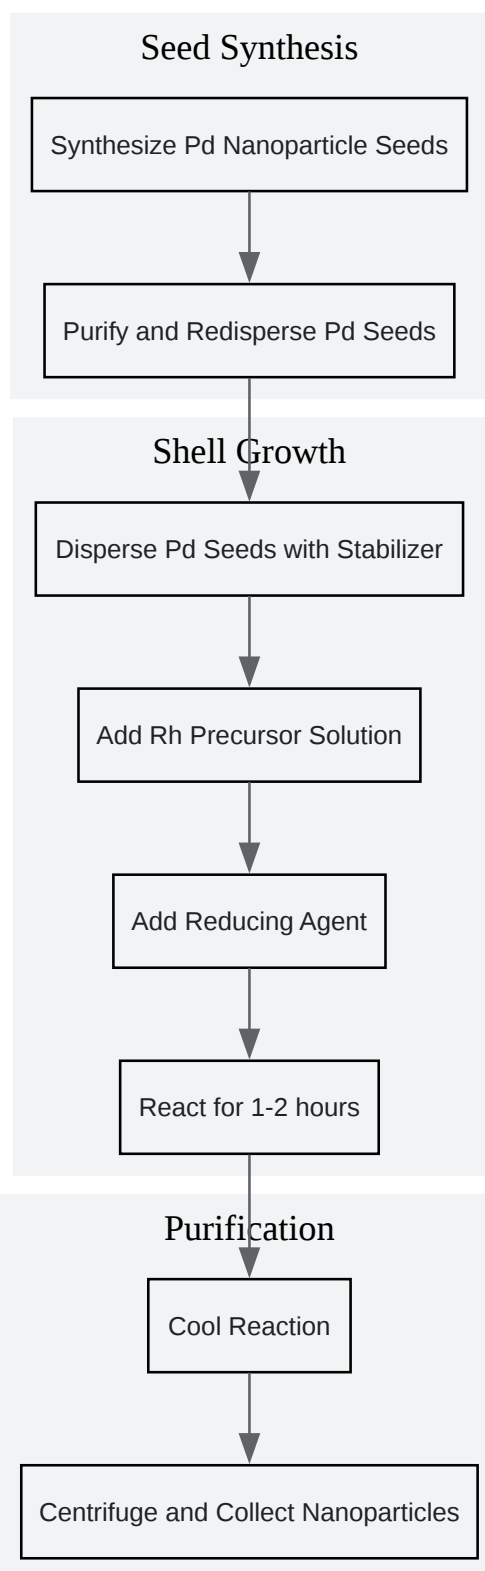 Seed Synthesis
Synthesize Pd Nanoparticle Seeds
Purify and Redisperse Pd Seeds
Shell Growth
Disperse Pd Seeds with Stabilizer
Add Rh Precursor Solution
Add Reducing Agent
React for 1-2 hours
Purification
Cool Reaction
Centrifuge and Collect Nanoparticles